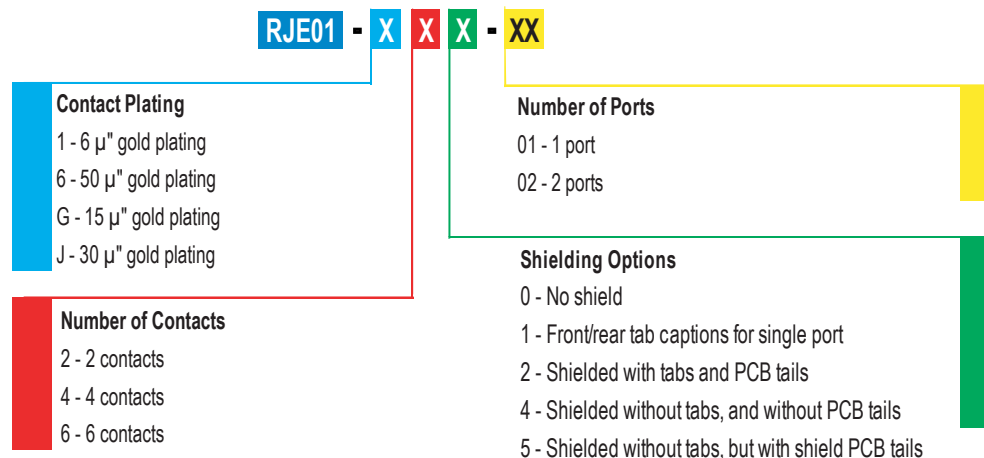 RJE01 - X X X - XX
Contact Plating
1 - 6 µ" gold plating
6 - 50 µ" gold plating
G - 15 µ" gold plating
J - 30 µ" gold plating
Number of Contacts
2 - 2 contacts
4 - 4 contacts
6 - 6 contacts
Number of Ports
01 - 1 port
02 - 2 ports
Shielding Options
0 - No shield
1 - Front/rear tab captions for single port
2 - Shielded with tabs and PCB tails
4 - Shielded without tabs, and without PCB tails
5 - Shielded without tabs, but with shield PCB tails